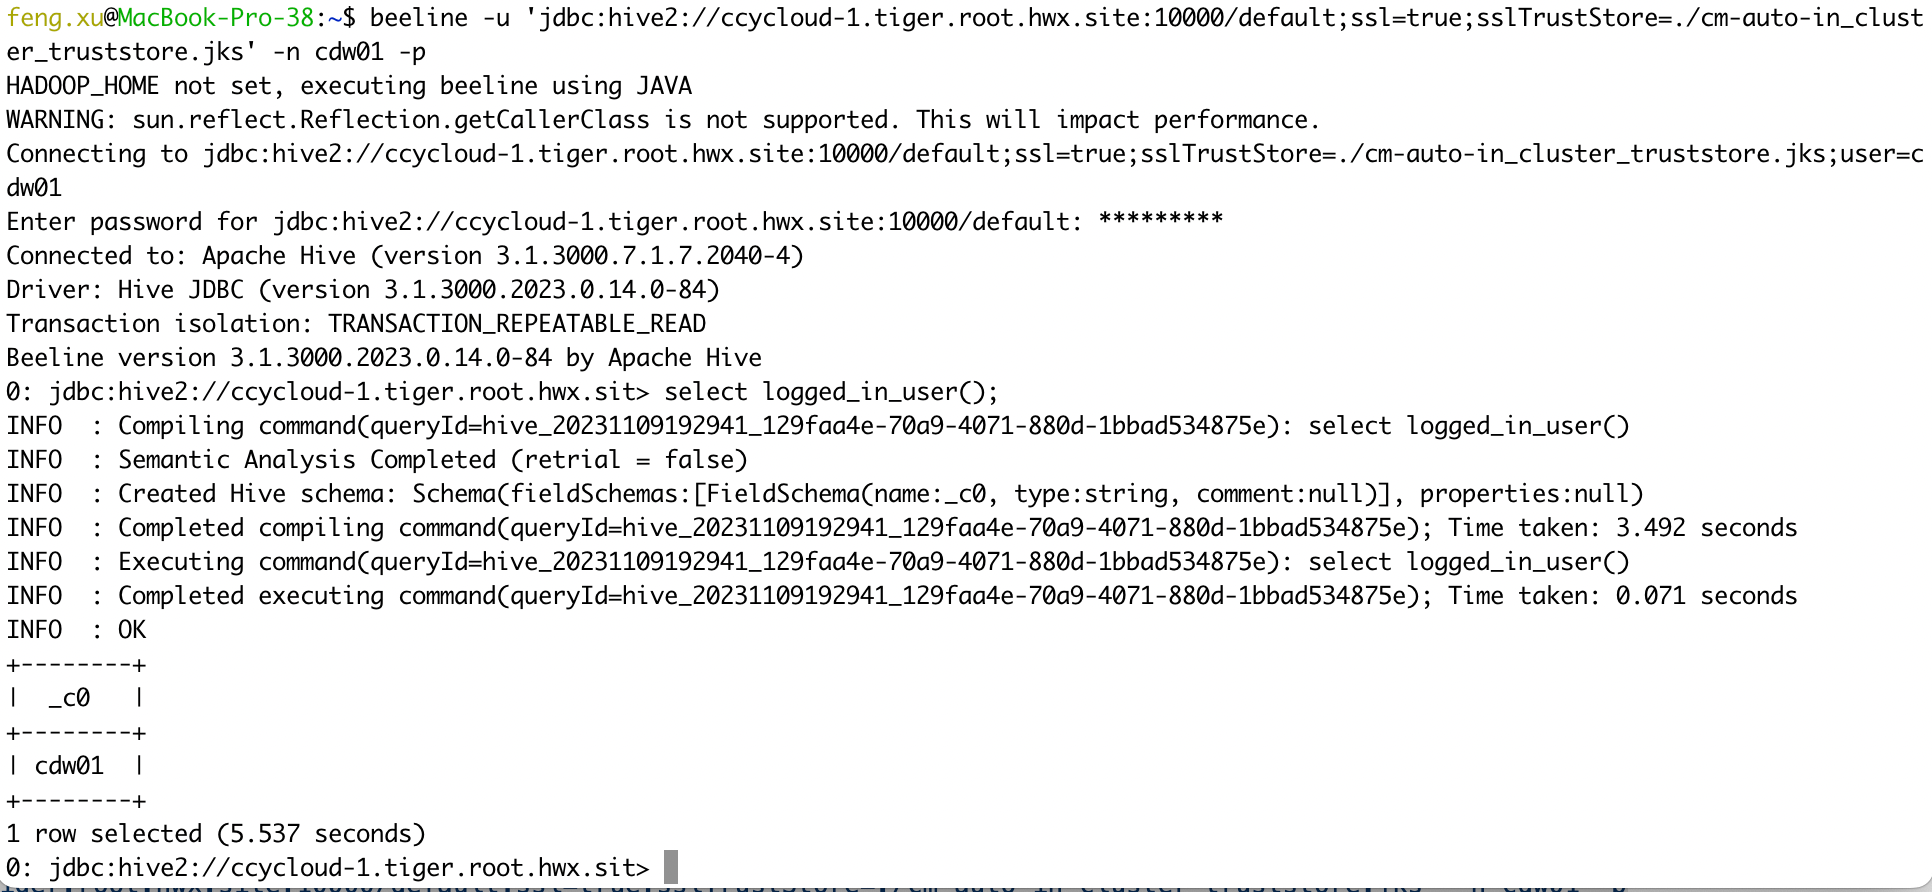 feng.xu@MacBook-Pro-38:~$ beeline -u 'jdbc:hive2://ccycloud-1.tiger.root.hwx.site:10000/default;ssl=true;sslTrustStore=./cm-auto-in_clust
er_truststore.jks' -n cdw01 -p
HADOOP_HOME not set, executing beeline using JAVA
WARNING: sun.reflect.Reflection.getCallerClass is not supported. This will impact performance.
Connecting to jdbc:hive2://ccycloud-1.tiger.root.hwx.site:10000/default;ssl=true;sslTrustStore=./cm-auto-in_cluster_truststore.jks;user=c
dw01
Enter password for jdbc:hive2://ccycloud-1.tiger.root.hwx.site:10000/default: *********
Connected to: Apache Hive (version 3.1.3000.7.1.7.2040-4)
Driver: Hive JDBC (version 3.1.3000.2023.0.14.0-84)
Transaction isolation: TRANSACTION_REPEATABLE_READ
Beeline version 3.1.3000.2023.0.14.0-84 by Apache Hive
0: jdbc:hive2://ccycloud-1.tiger.root.hwx.sit> select logged_in_user();
INFO  : Compiling command(queryId=hive_20231109192941_129faa4e-70a9-4071-880d-1bbad534875e): select logged_in_user()
INFO  : Semantic Analysis Completed (retrial = false)
INFO  : Created Hive schema: Schema(fieldSchemas:[FieldSchema(name:_c0, type:string, comment:null)], properties:null)
INFO  : Completed compiling command(queryId=hive_20231109192941_129faa4e-70a9-4071-880d-1bbad534875e); Time taken: 3.492 seconds
INFO  : Executing command(queryId=hive_20231109192941_129faa4e-70a9-4071-880d-1bbad534875e): select logged_in_user()
INFO  : Completed executing command(queryId=hive_20231109192941_129faa4e-70a9-4071-880d-1bbad534875e); Time taken: 0.071 seconds
INFO  : OK
+--------+
|  _c0   |
+--------+
| cdw01  |
+--------+
1 row selected (5.537 seconds)
0: jdbc:hive2://ccycloud-1.tiger.root.hwx.sit>